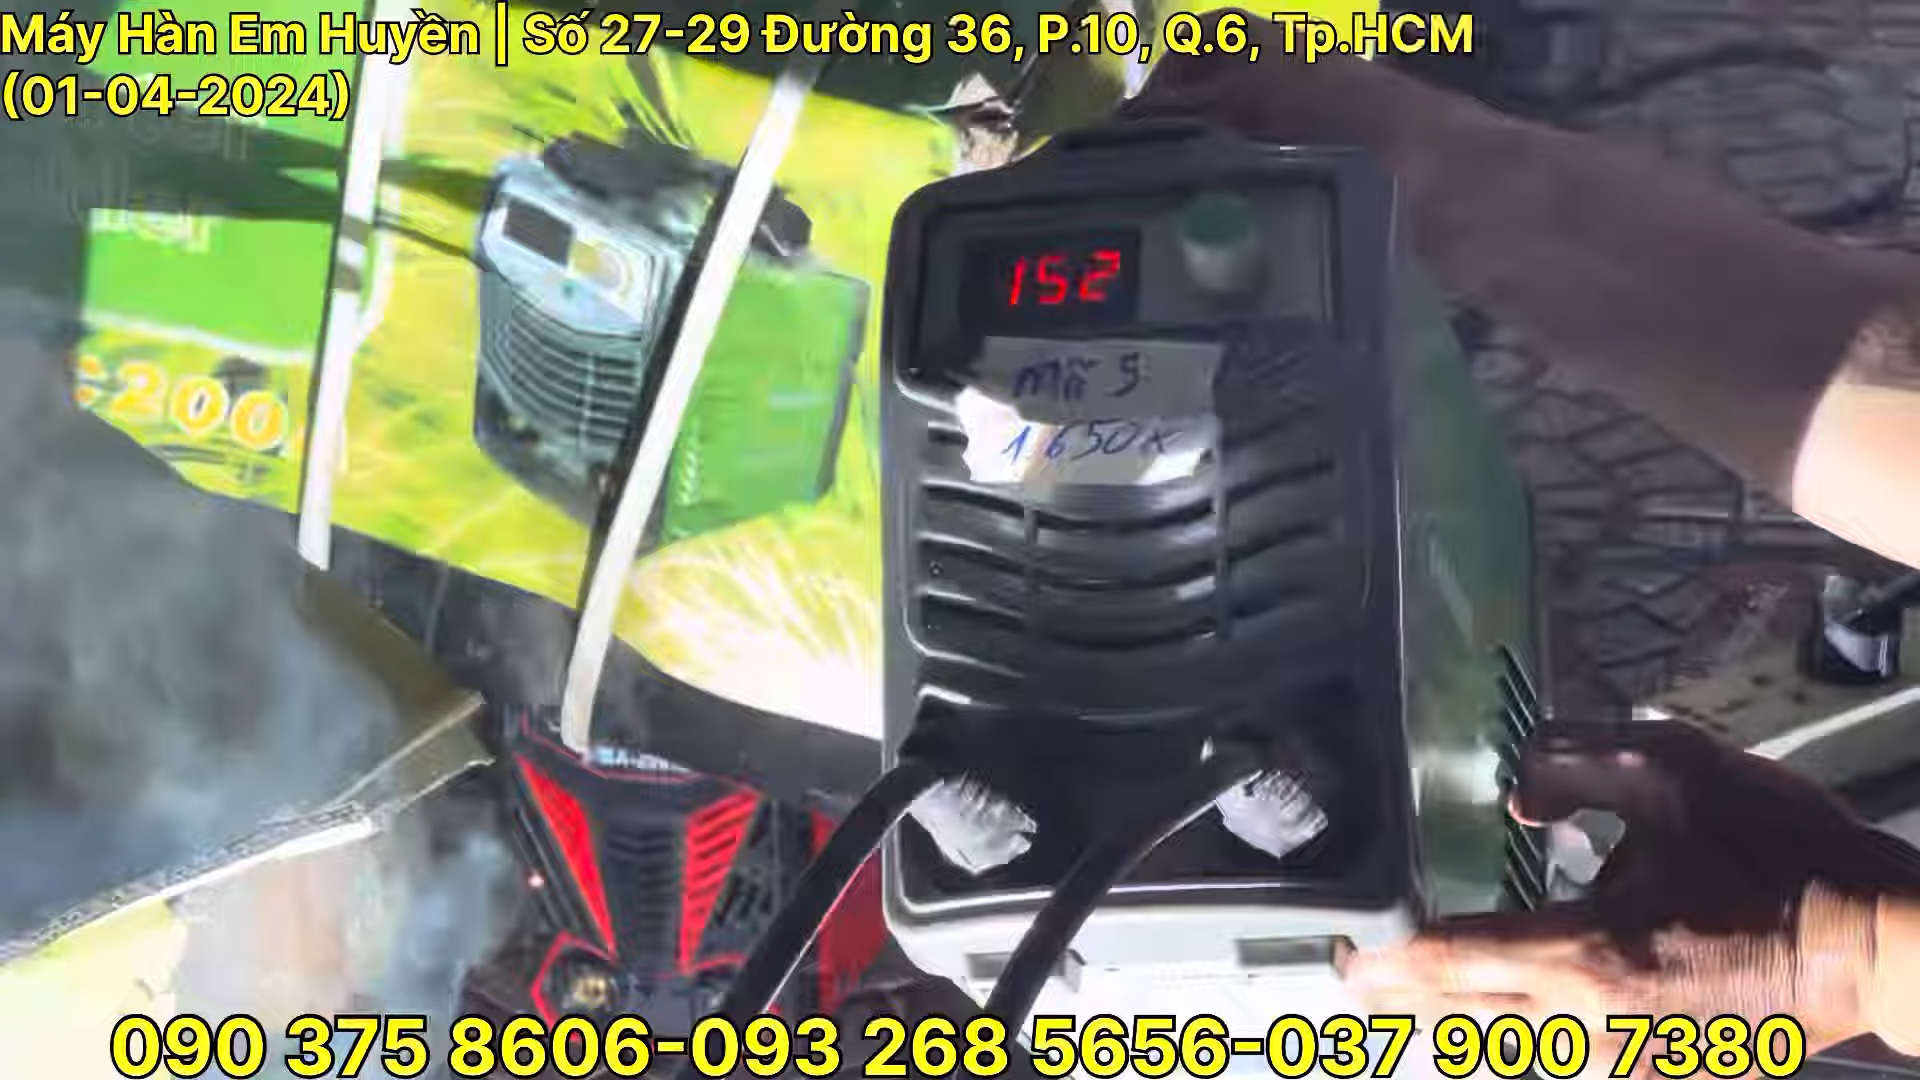 Máy Hàn Em Huyền | Số 27-29 Đường 36, P.10, Q.6, Tp.HCM
(01-04-2024)
152
200
Mã 5
1.650K
090 375 8606-093 268 5656-037 900 7380